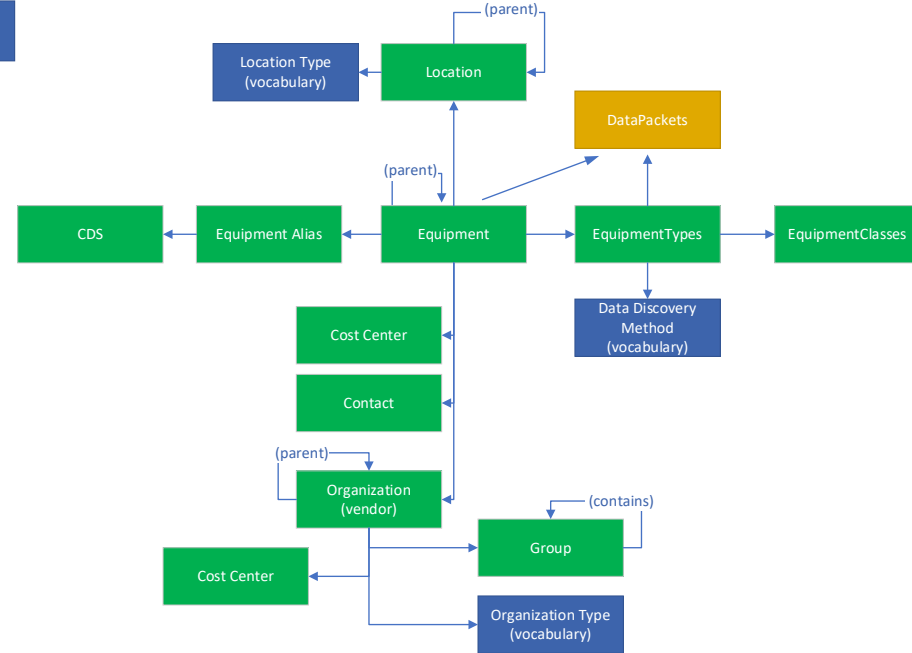 (parent)
Location Type
(vocabulary)
Location
DataPackets
(parent)
CDS
Equipment Alias
Equipment
EquipmentTypes
EquipmentClasses
Data Discovery
Method
(vocabulary)
Cost Center
Contact
(parent)
Organization
(vendor)
(contains)
Group
Cost Center
Organization Type
(vocabulary)